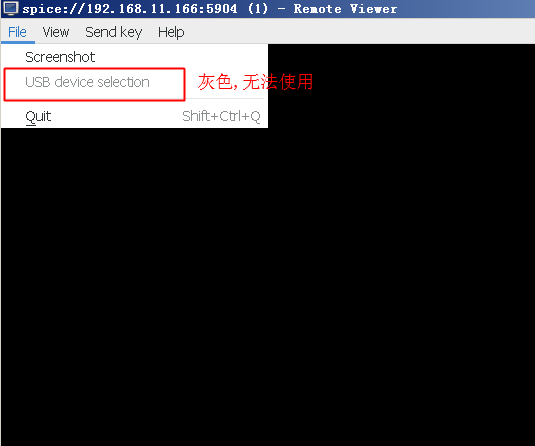 spice://192.168.11.166:5904 (1) - Remote Viewer
File View Send key Help
Screenshot
USB device selection 灰色,无法使用
Quit Shift+Ctrl+Q